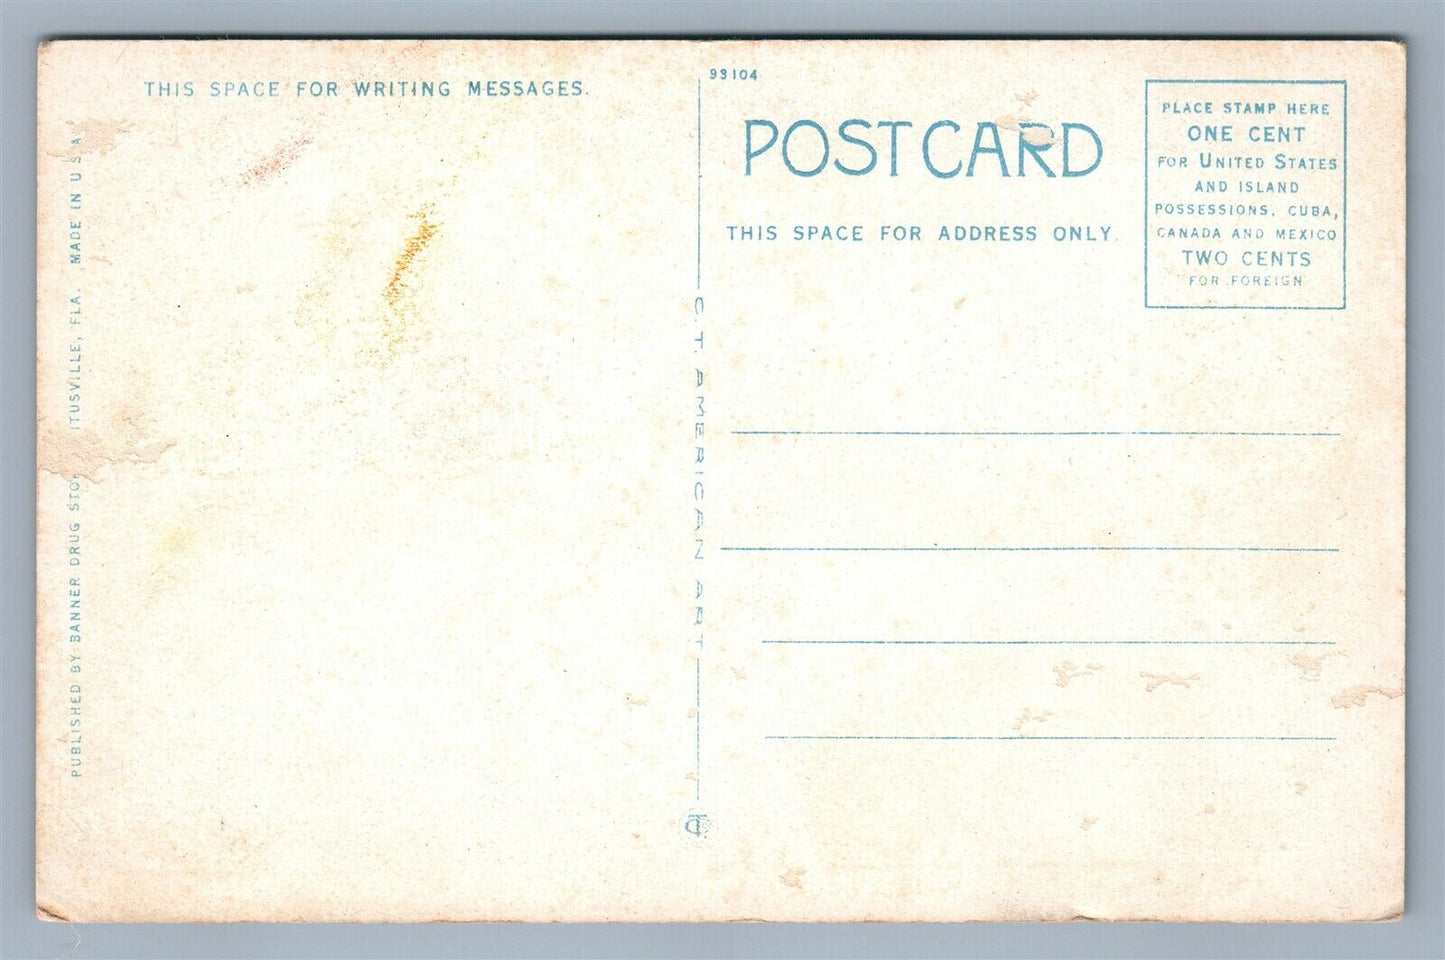 THIS SPACE FOR WRITING MESSAGES.
93104
POSTCARD
THIS SPACE FOR ADDRESS ONLY.
PLACE STAMP HERE
ONE CENT
FOR UNITED STATES
AND ISLAND
POSSESSIONS, CUBA,
CANADA AND MEXICO
TWO CENTS
FOR FOREIGN
C. T. AMERICAN ART
PUBLISHED BY BANNER DRUG STO ITUSVILLE, FLA. MADE IN U S A